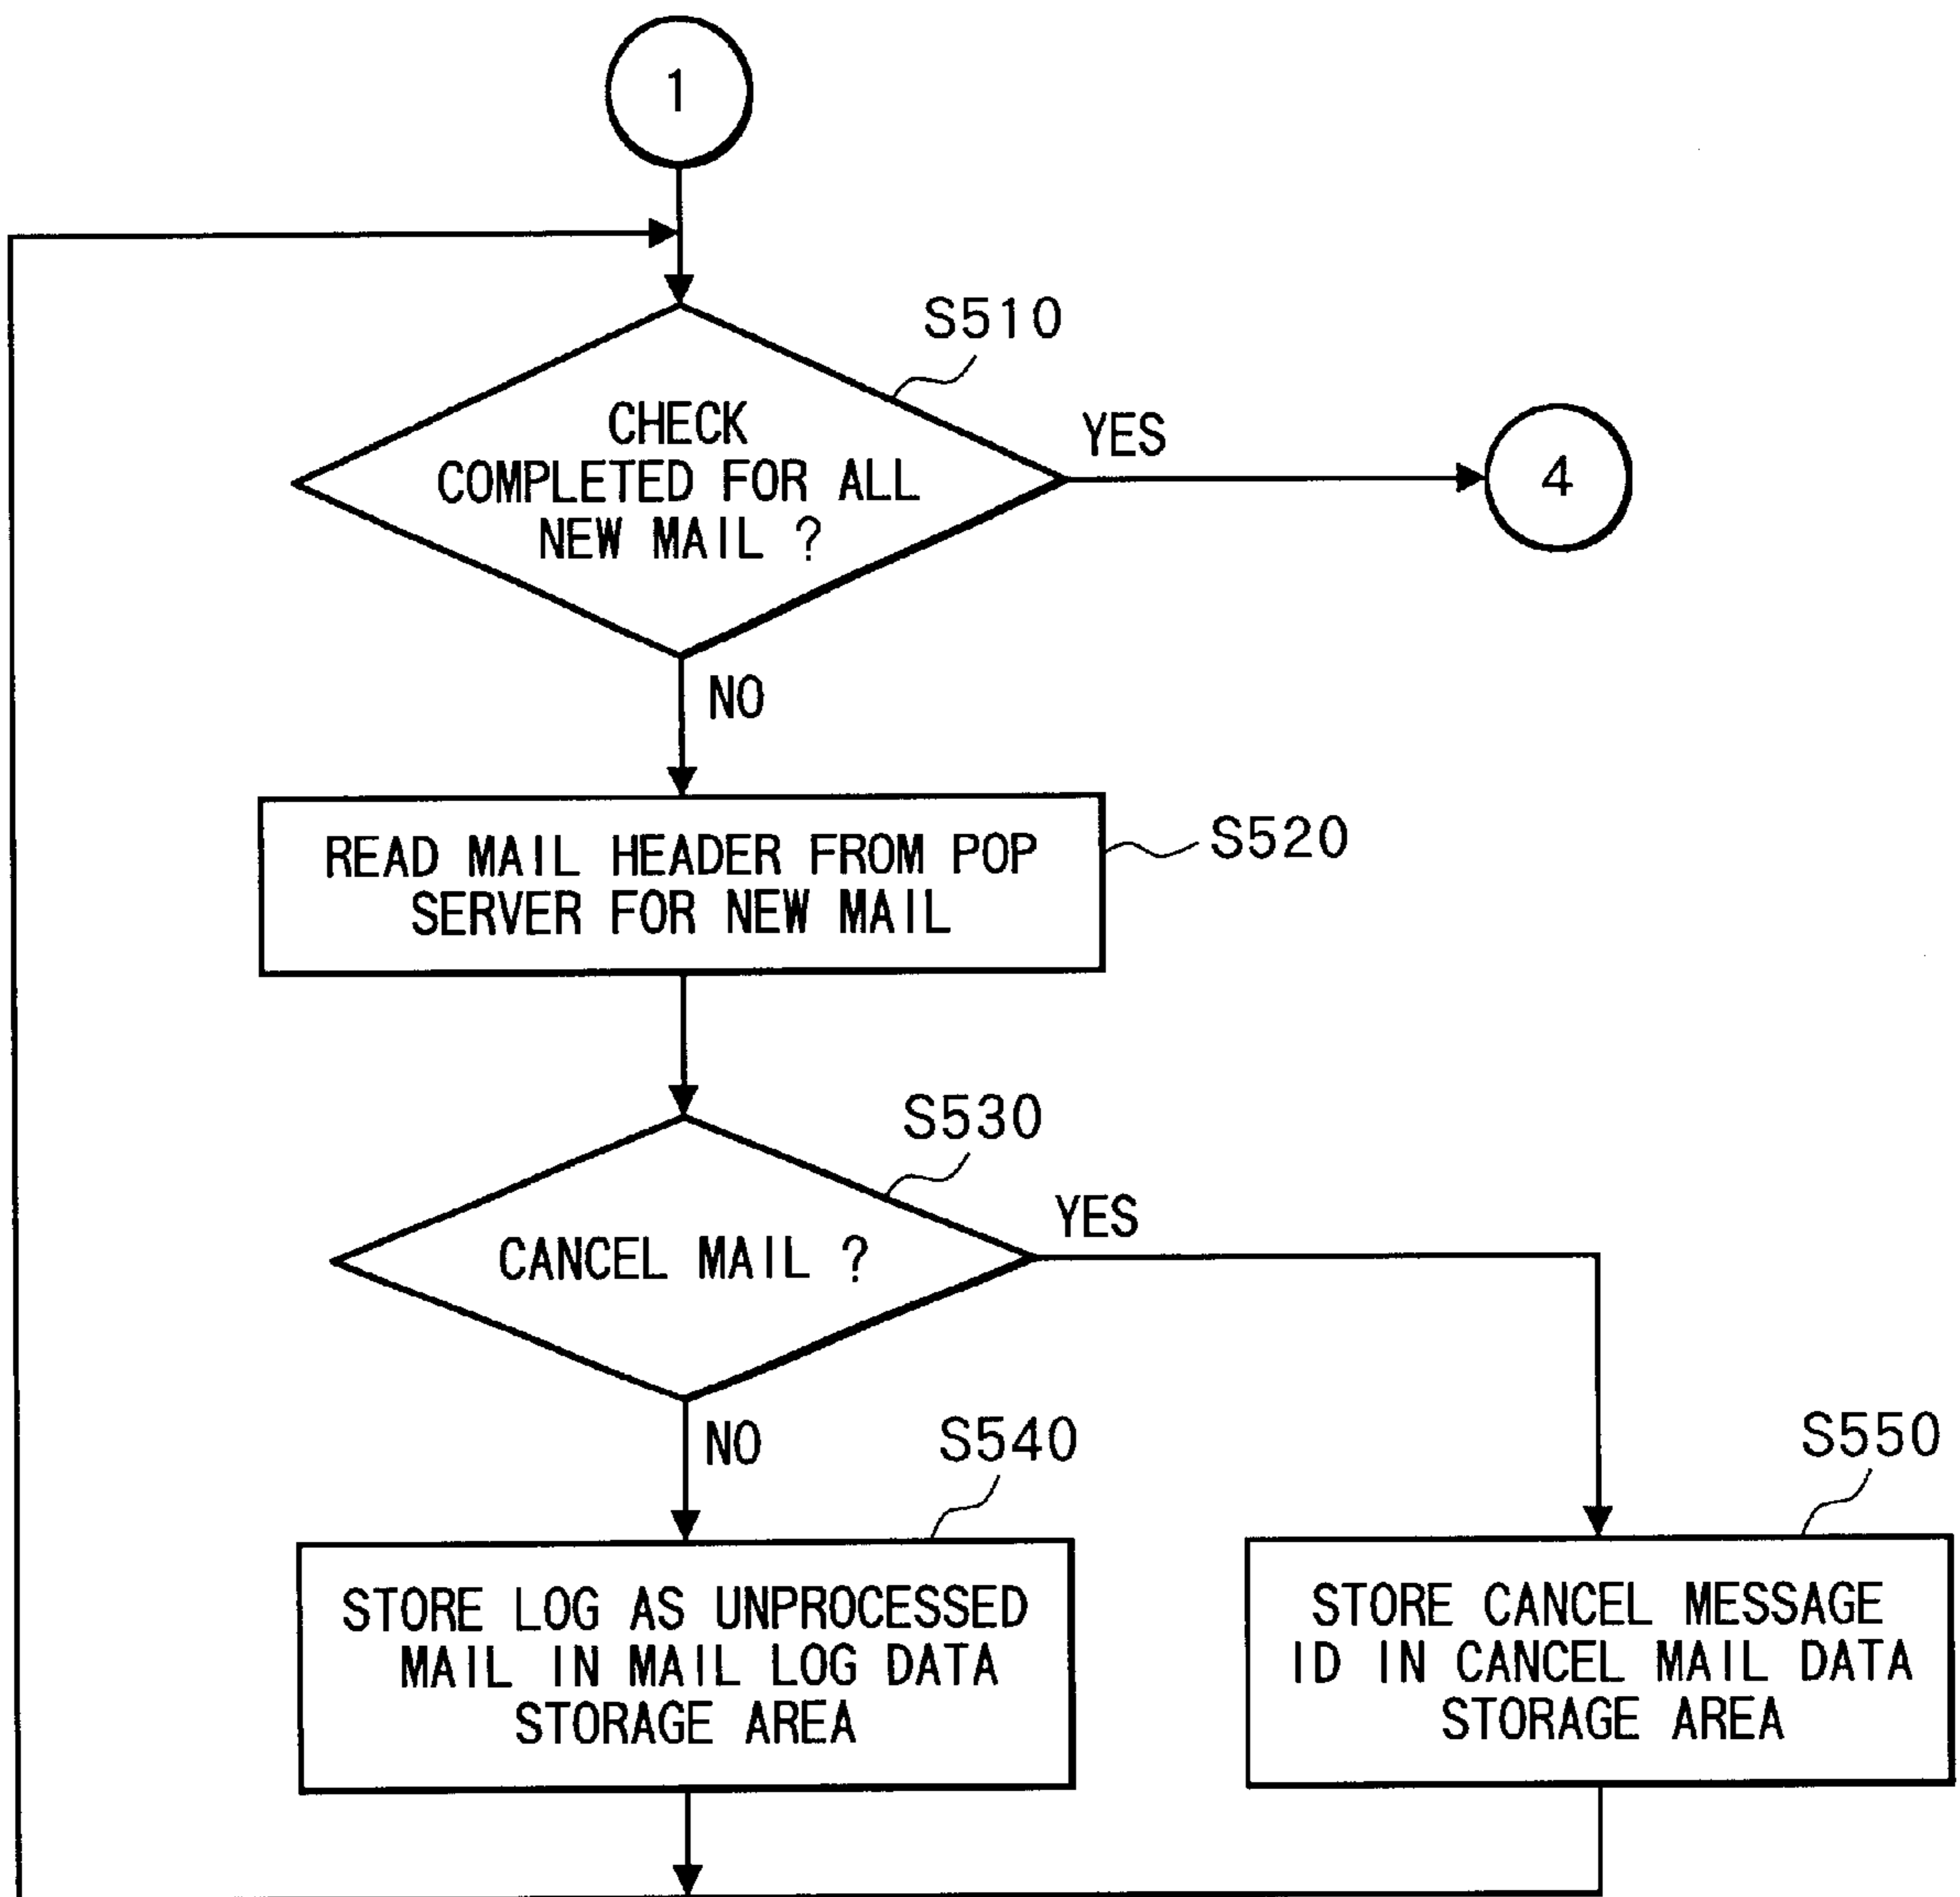 1
S510
CHECK
COMPLETED FOR ALL
NEW MAIL ?
YES
4
NO
READ MAIL HEADER FROM POP
SERVER FOR NEW MAIL
S520
S530
CANCEL MAIL ?
YES
NO
S540
S550
STORE LOG AS UNPROCESSED
MAIL IN MAIL LOG DATA
STORAGE AREA
STORE CANCEL MESSAGE
ID IN CANCEL MAIL DATA
STORAGE AREA